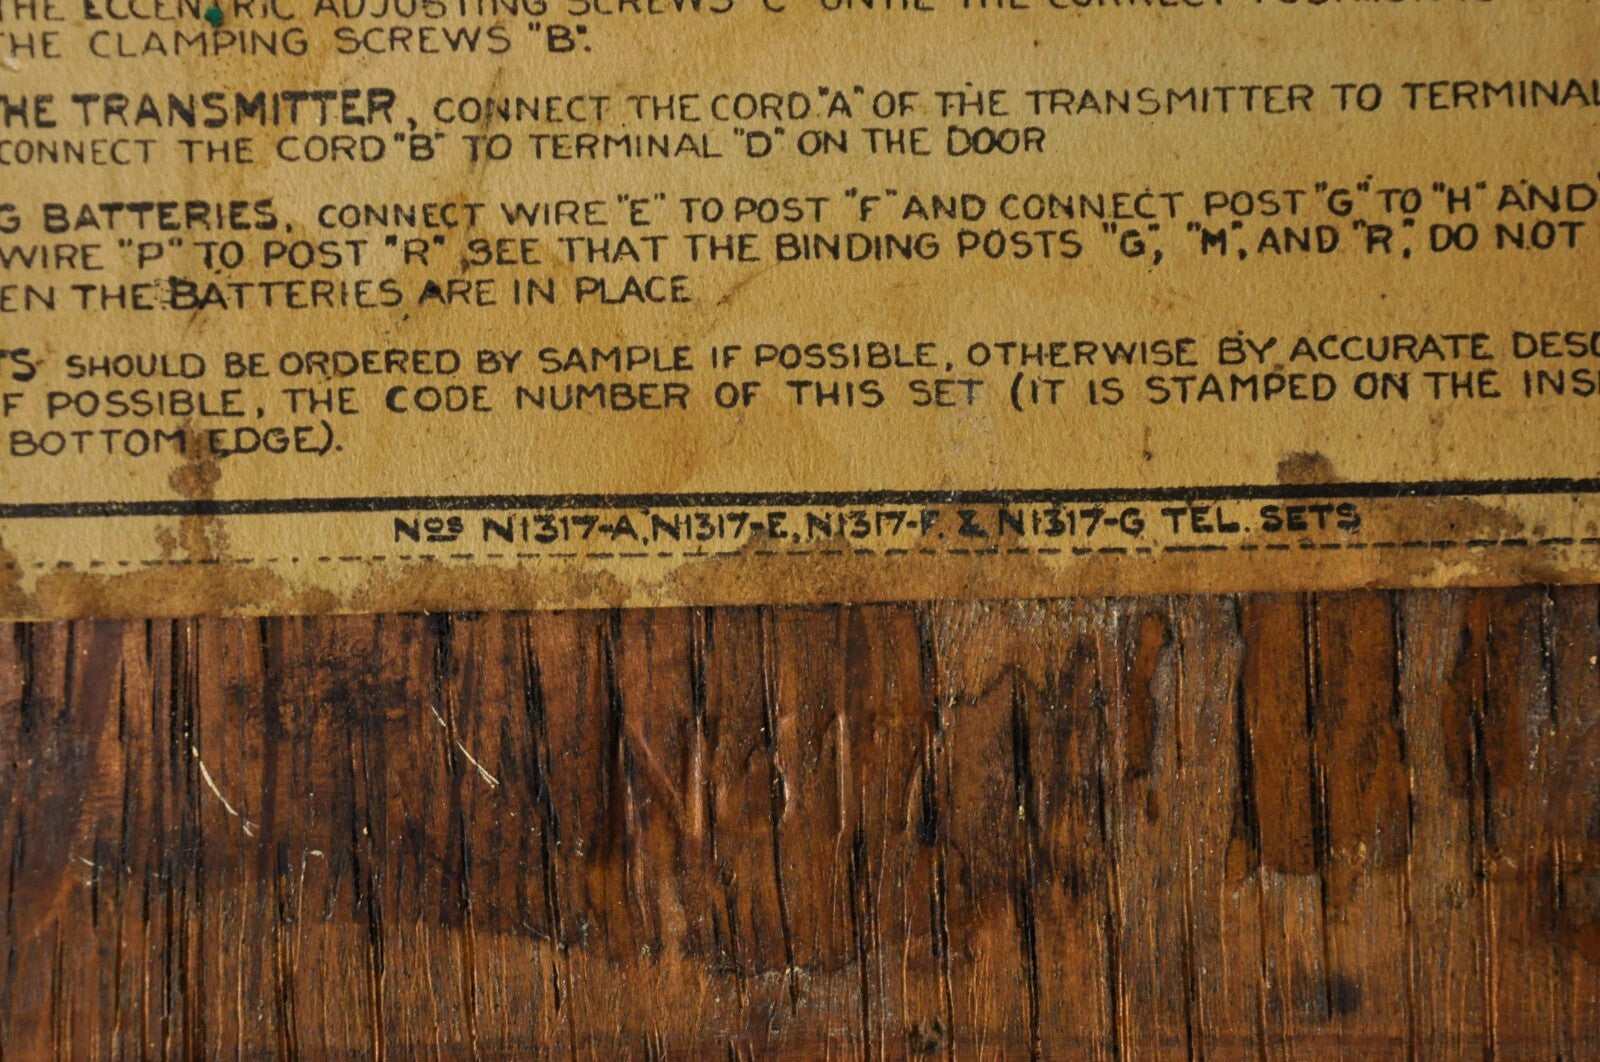 THE ECCENTRIC ADJUSTING SCREWS "C" UNTIL THE CORRECT
THE CLAMPING SCREWS "B".
HE TRANSMITTER, CONNECT THE CORD "A" OF THE TRANSMITTER TO TERMINAL
CONNECT THE CORD "B" TO TERMINAL "D" ON THE DOOR
G BATTERIES, CONNECT WIRE "E" TO POST "F" AND CONNECT POST "G" TO "H" AND
WIRE "P" TO POST "R", SEE THAT THE BINDING POSTS "G", "M", AND "R", DO NOT
EN THE BATTERIES ARE IN PLACE
TS SHOULD BE ORDERED BY SAMPLE IF POSSIBLE, OTHERWISE BY ACCURATE DESC
F POSSIBLE, THE CODE NUMBER OF THIS SET (IT IS STAMPED ON THE INS
BOTTOM EDGE).
NOS N1317-A, N1317-E, N1317-F. & N1317-G TEL. SETS